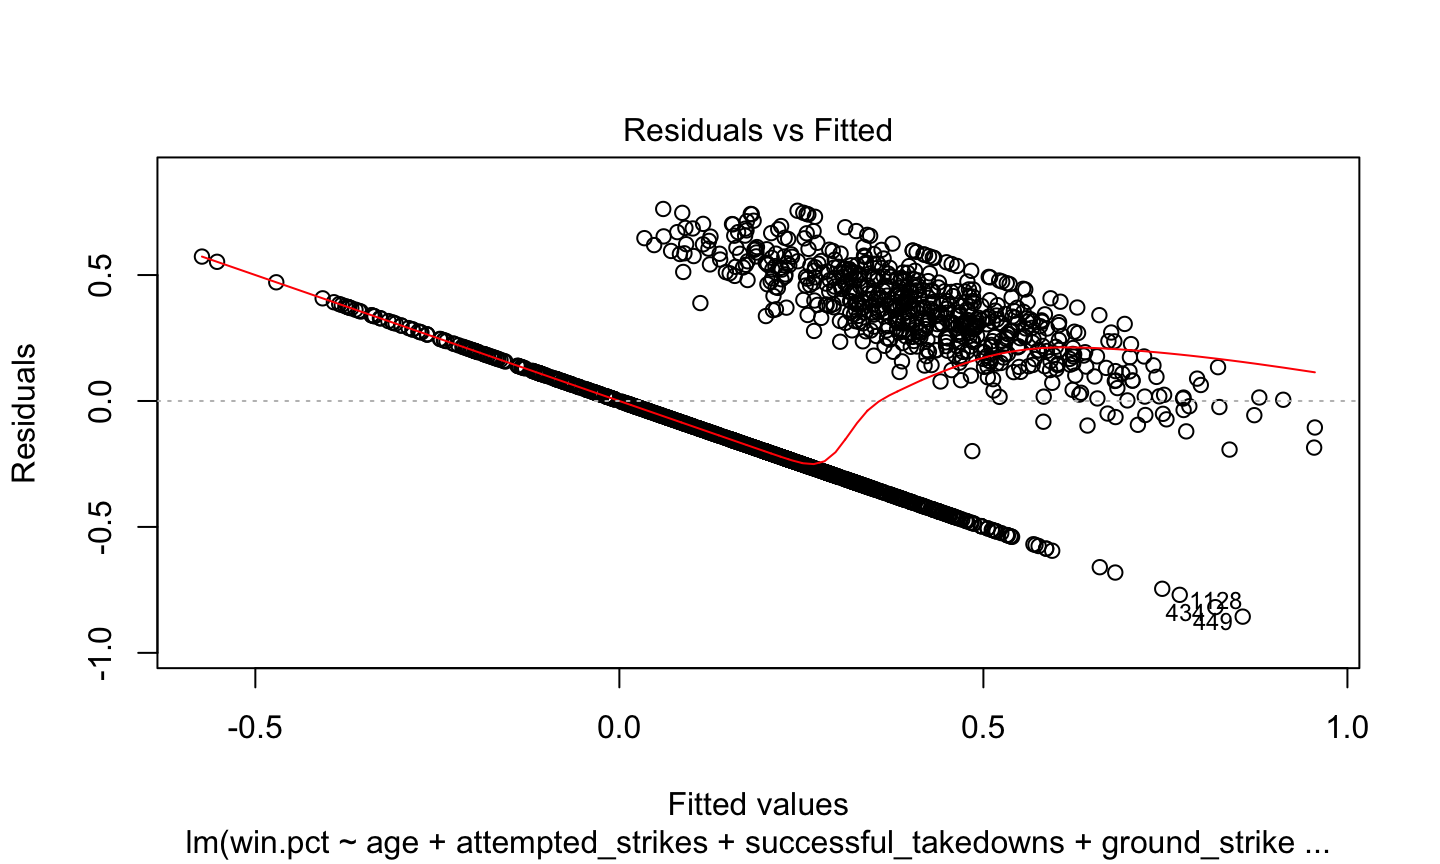 Residuals vs Fitted
Residuals
0.5
0.0
-0.5
-1.0
1128
434
449
-0.5 0.0 0.5 1.0
Fitted values
lm(win.pct ~ age + attempted_strikes + successful_takedowns + ground_strike ...